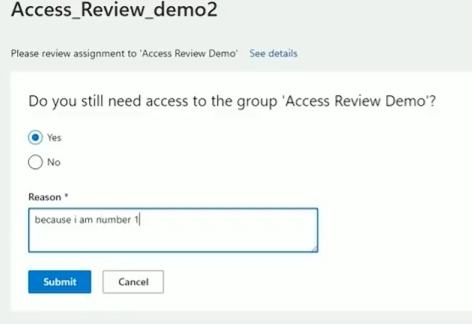 Access_Review_demo2
Please review assignment to 'Access Review Demo' See details
Do you still need access to the group 'Access Review Demo'?
Yes
No
Reason *
because i am number 1
Submit Cancel